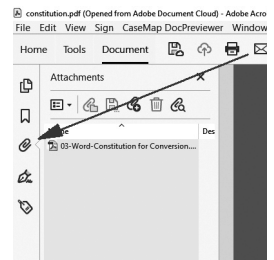 constitution.pdf (Opened from Adobe Document Cloud) - Adobe Acro
File Edit View Sign CaseMap DocPreviewer Window
Home Tools Document
Attachments
Des
03-Word-Constitution for Conversion....